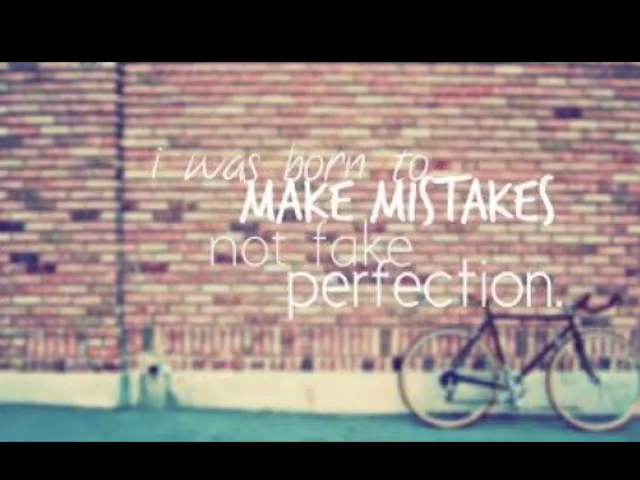 i was born to
MAKE MISTAKES
not fake
perfection.